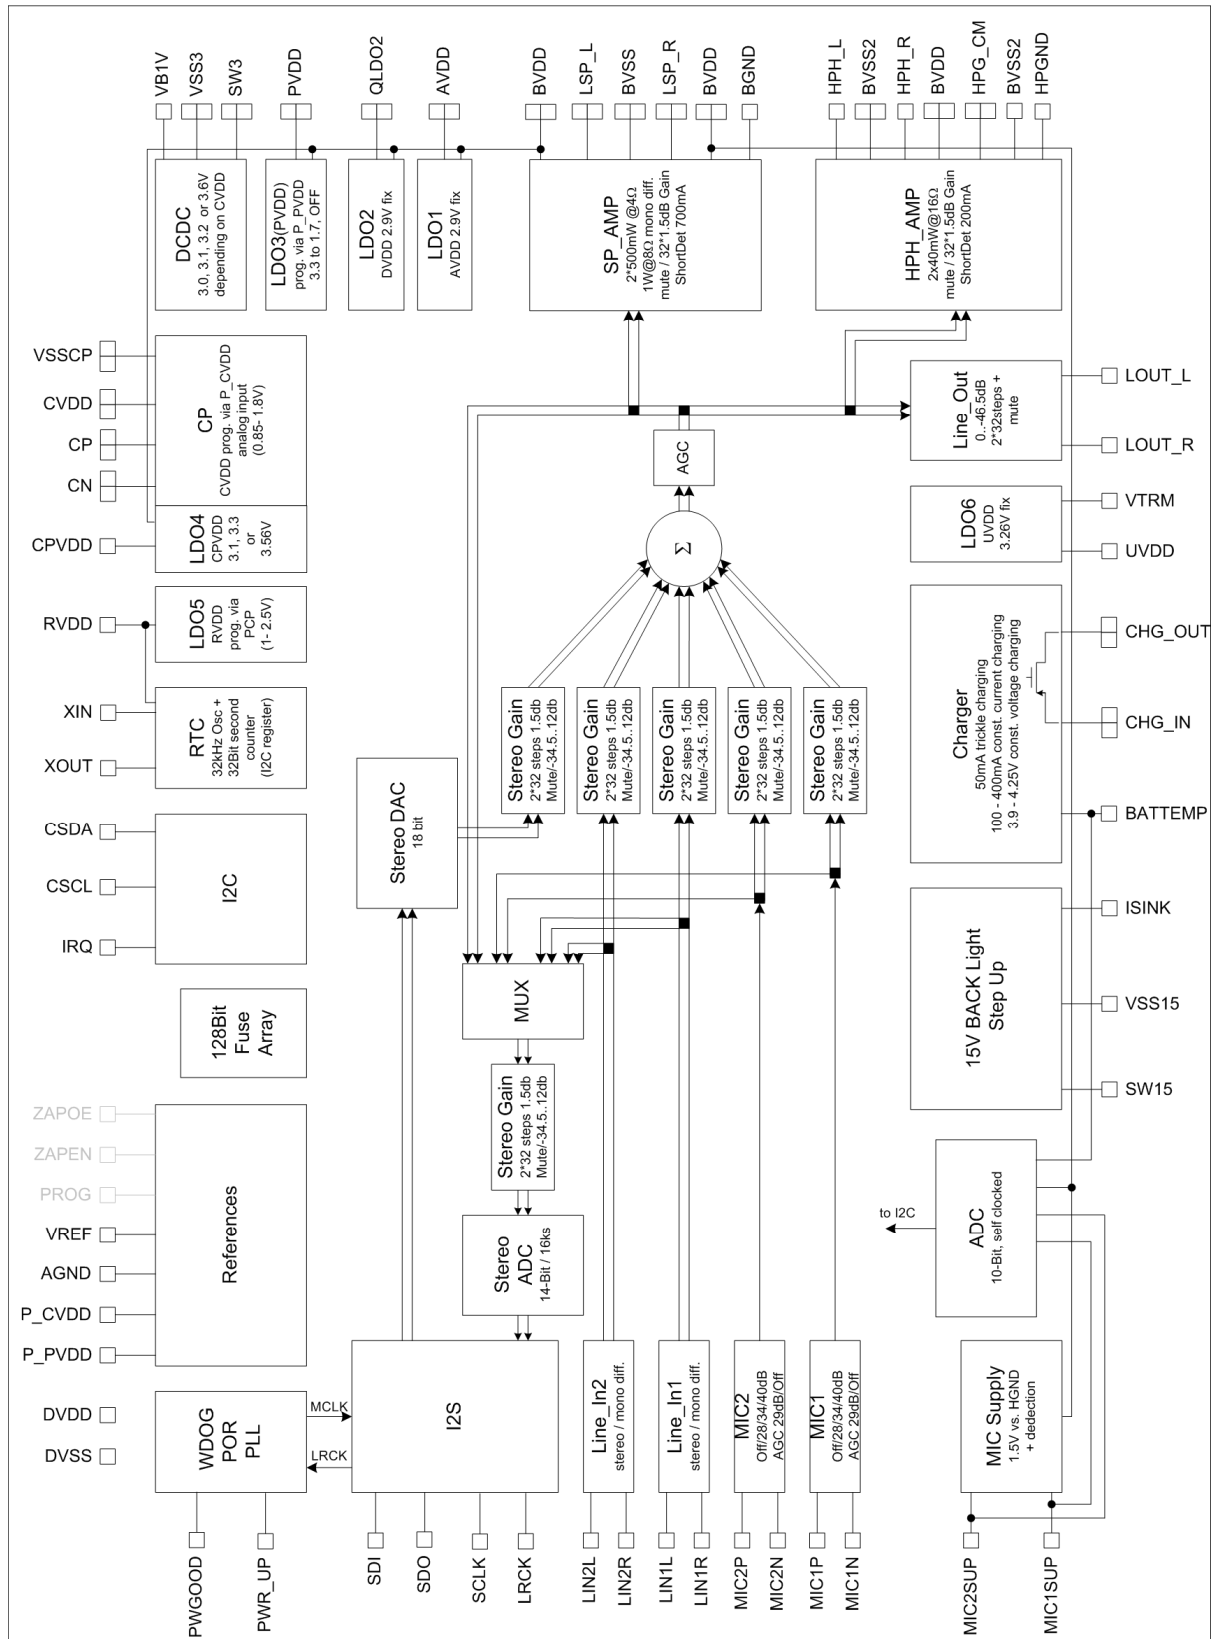 VB1V
VSS3
SW3
PVDD
QLDO2
AVDD
BVDD
LSP_L
BVSS
LSP_R
BVDD
BGND
HPH_L
BVSS2
HPH_R
BVDD
HPG_CM
BVSS2
HPGND
DCDC
3.0, 3.1, 3.2 or 3.6V
depending on CVDD
LDO3(PVDD)
prog. via P_PVDD
3.3 to 1.7, OFF
LDO2
DVDD 2.9V fix
LDO1
AVDD 2.9V fix
SP_AMP
2*500mW @4Ω
1W@8Ω mono diff.
mute / 32*1.5dB Gain
ShortDet 700mA
HPH_AMP
2x40mW@16Ω
mute / 32*1.5dB Gain
ShortDet 200mA
VSSCP
CVDD
CP
CN
CPVDD
CP
CVDD prog. via P_CVDD
analog input
(0.85- 1.8V)
LDO4
CPVDD
3.1, 3.3
or
3.56V
Line_Out
0..-46.5dB
2*32steps +
mute
LOUT_L
LOUT_R
AGC
Σ
LDO6
UVDD
3.26V fix
VTRM
UVDD
RVDD
LDO5
RVDD
prog. via
PCP
(1- 2.5V)
XIN
XOUT
RTC
32kHz Osc +
32Bit second
counter
(I2C register)
Stereo Gain
2*32 steps 1.5db
Mute/-34.5..12db
Stereo Gain
2*32 steps 1.5db
Mute/-34.5..12db
Stereo Gain
2*32 steps 1.5db
Mute/-34.5..12db
Stereo Gain
2*32 steps 1.5db
Mute/-34.5..12db
Stereo Gain
2*32 steps 1.5db
Mute/-34.5..12db
Charger
50mA trickle charging
100 - 400mA const. current charging
3.9 - 4.25V const. voltage charging
CHG_OUT
CHG_IN
BATTEMP
Stereo DAC
18 bit
CSDA
CSCL
IRQ
I2C
15V BACK Light
Step Up
ISINK
VSS15
SW15
128Bit
Fuse
Array
MUX
Stereo Gain
2*32 steps 1.5db
Mute/-34.5..12db
ZAPOE
ZAPEN
PROG
VREF
AGND
P_CVDD
P_PVDD
References
Stereo
ADC
14-Bit / 16ks
to I2C
ADC
10-Bit, self clocked
DVDD
DVSS
WDOG
POR
PLL
MCLK
LRCK
I2S
Line_In2
stereo / mono diff.
Line_In1
stereo / mono diff.
MIC2
Off/28/34/40dB
AGC 29dB/Off
MIC1
Off/28/34/40dB
AGC 29dB/Off
MIC Supply
1.5V vs. HGND
+ dedection
PWGOOD
PWR_UP
SDI
SDO
SCLK
LRCK
LIN2L
LIN2R
LIN1L
LIN1R
MIC2P
MIC2N
MIC1P
MIC1N
MIC2SUP
MIC1SUP